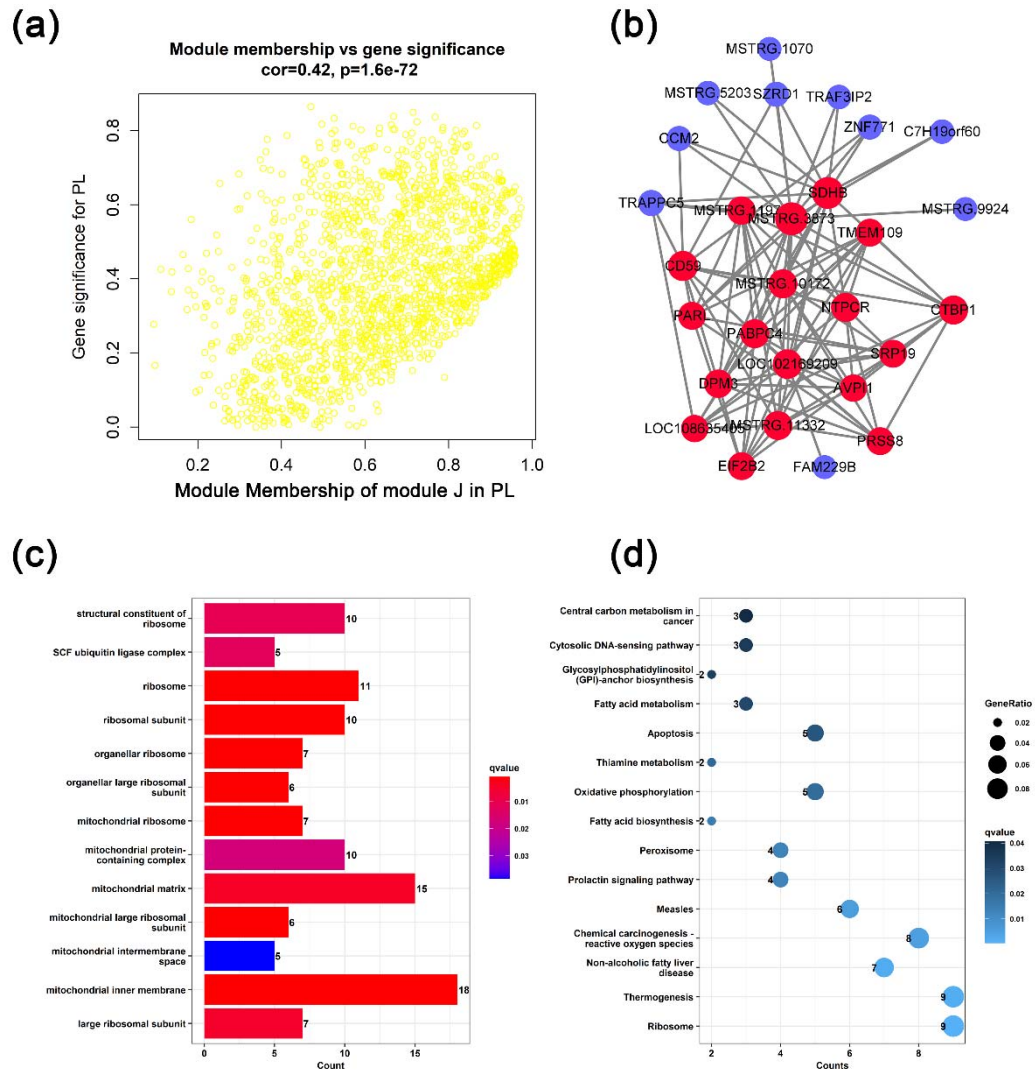 (a)
Module membership vs gene significance
cor=0.42, p=1.6e-72
Gene significance for PL
0.8
0.6
0.4
0.2
0.0
0.2
0.4
0.6
0.8
1.0
Module Membership of module J in PL
(b)
MSTRG.1070
MSTRG.5203
SZRD1
TRAF3IP2
ZNF771
C7H19orf60
CCM2
SDHB
TRAPPC5
MSTRG.1197
MSTRG.3873
MSTRG.9924
TMEM109
CD59
MSTRG.10172
PARL
NTPCR
CTBP1
PABPC4
SRP19
LOC102169209
DPM3
AVPI1
LOC108635405
MSTRG.11332
PRSS8
EIF2B2
FAM229B
(c)
structural constituent of
ribosome
10
SCF ubiquitin ligase complex
5
ribosome
11
ribosomal subunit
10
organellar ribosome
7
organellar large ribosomal
subunit
6
mitochondrial ribosome
7
mitochondrial protein-
containing complex
10
mitochondrial matrix
15
mitochondrial large ribosomal
subunit
6
mitochondrial intermembrane
space
5
mitochondrial inner membrane
18
large ribosomal subunit
7
0
5
10
15
Count
qvalue
0.01
0.02
0.03
(d)
Central carbon metabolism in
cancer
3
Cytosolic DNA-sensing pathway
3
Glycosylphosphatidylinositol
(GPI)-anchor biosynthesis
2
Fatty acid metabolism
3
Apoptosis
5
Thiamine metabolism
2
Oxidative phosphorylation
5
Fatty acid biosynthesis
2
Peroxisome
4
Prolactin signaling pathway
4
Measles
6
Chemical carcinogenesis -
reactive oxygen species
8
Non-alcoholic fatty liver
disease
7
Thermogenesis
9
Ribosome
9
2
4
6
8
Counts
GeneRatio
0.02
0.04
0.06
0.08
qvalue
0.04
0.03
0.02
0.01